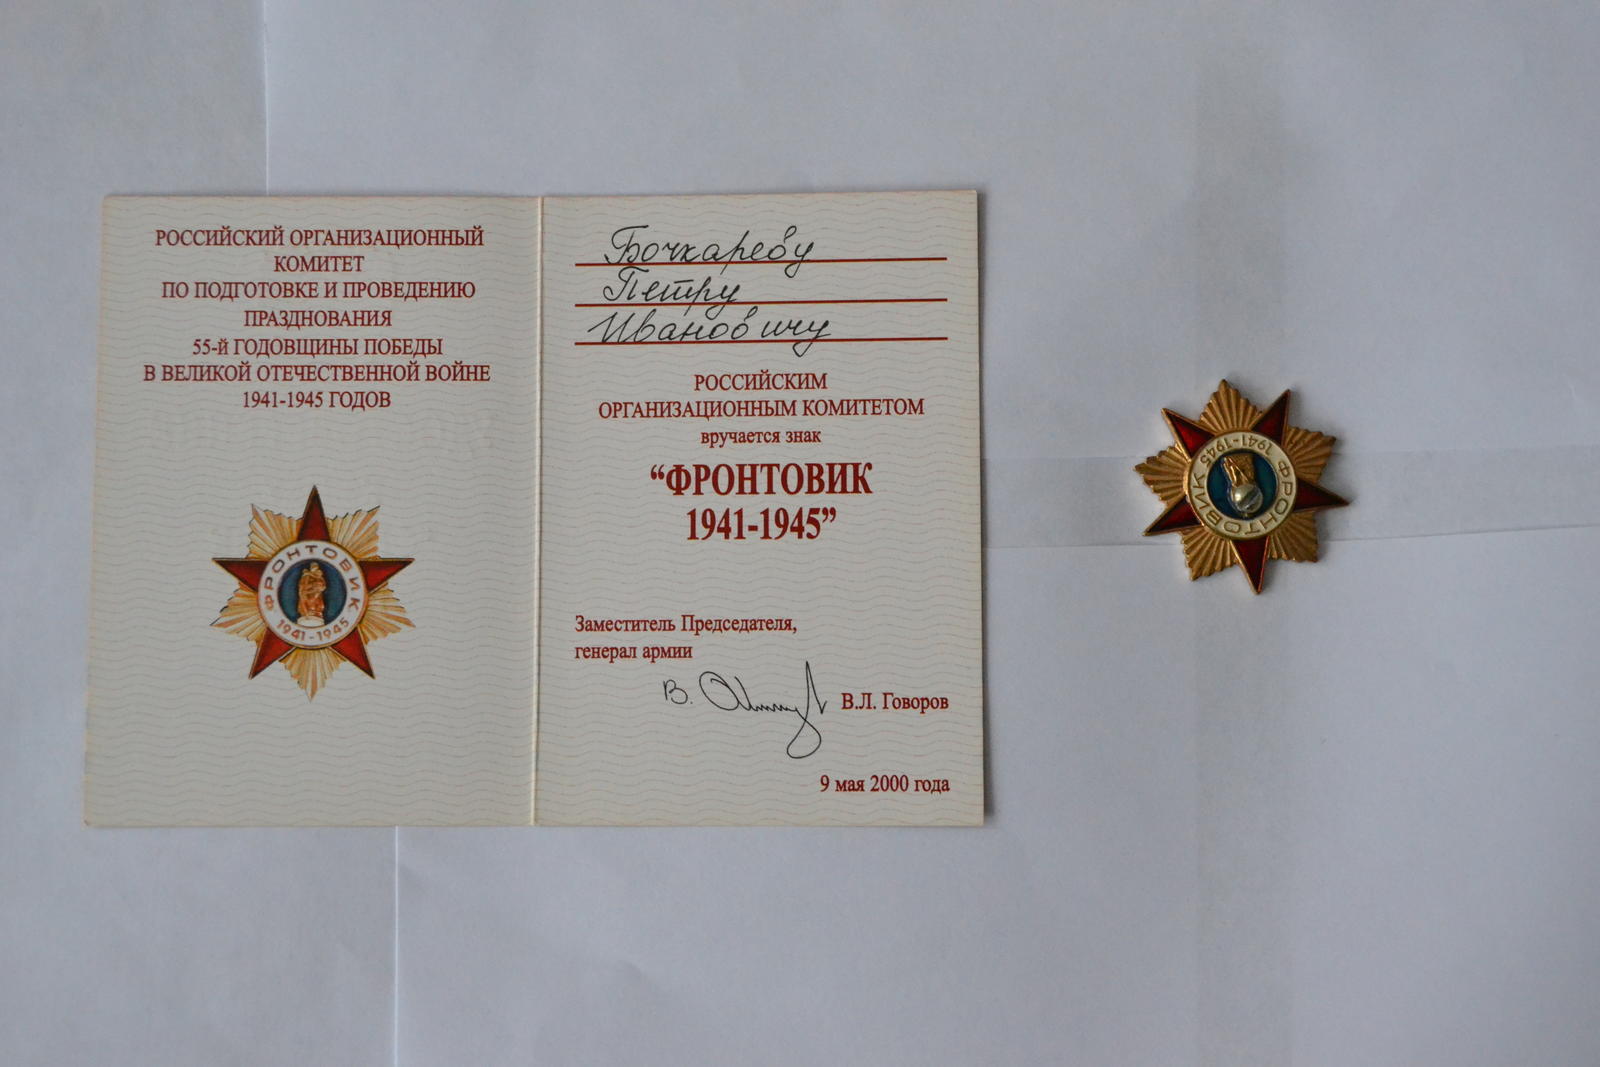 РОССИЙСКИЙ ОРГАНИЗАЦИОННЫЙ
КОМИТЕТ
ПО ПОДГОТОВКЕ И ПРОВЕДЕНИЮ
ПРАЗДНОВАНИЯ
55-й ГОДОВЩИНЫ ПОБЕДЫ
В ВЕЛИКОЙ ОТЕЧЕСТВЕННОЙ ВОЙНЕ
1941-1945 ГОДОВ
ФРОНТОВИК
1941-1945
Бочкареву
Петру
Ивановичу
РОССИЙСКИМ
ОРГАНИЗАЦИОННЫМ КОМИТЕТОМ
вручается знак
“ФРОНТОВИК
1941-1945”
Заместитель Председателя,
генерал армии
В.Л. Говоров
9 мая 2000 года
ФРОНТОВИК
1941-1945